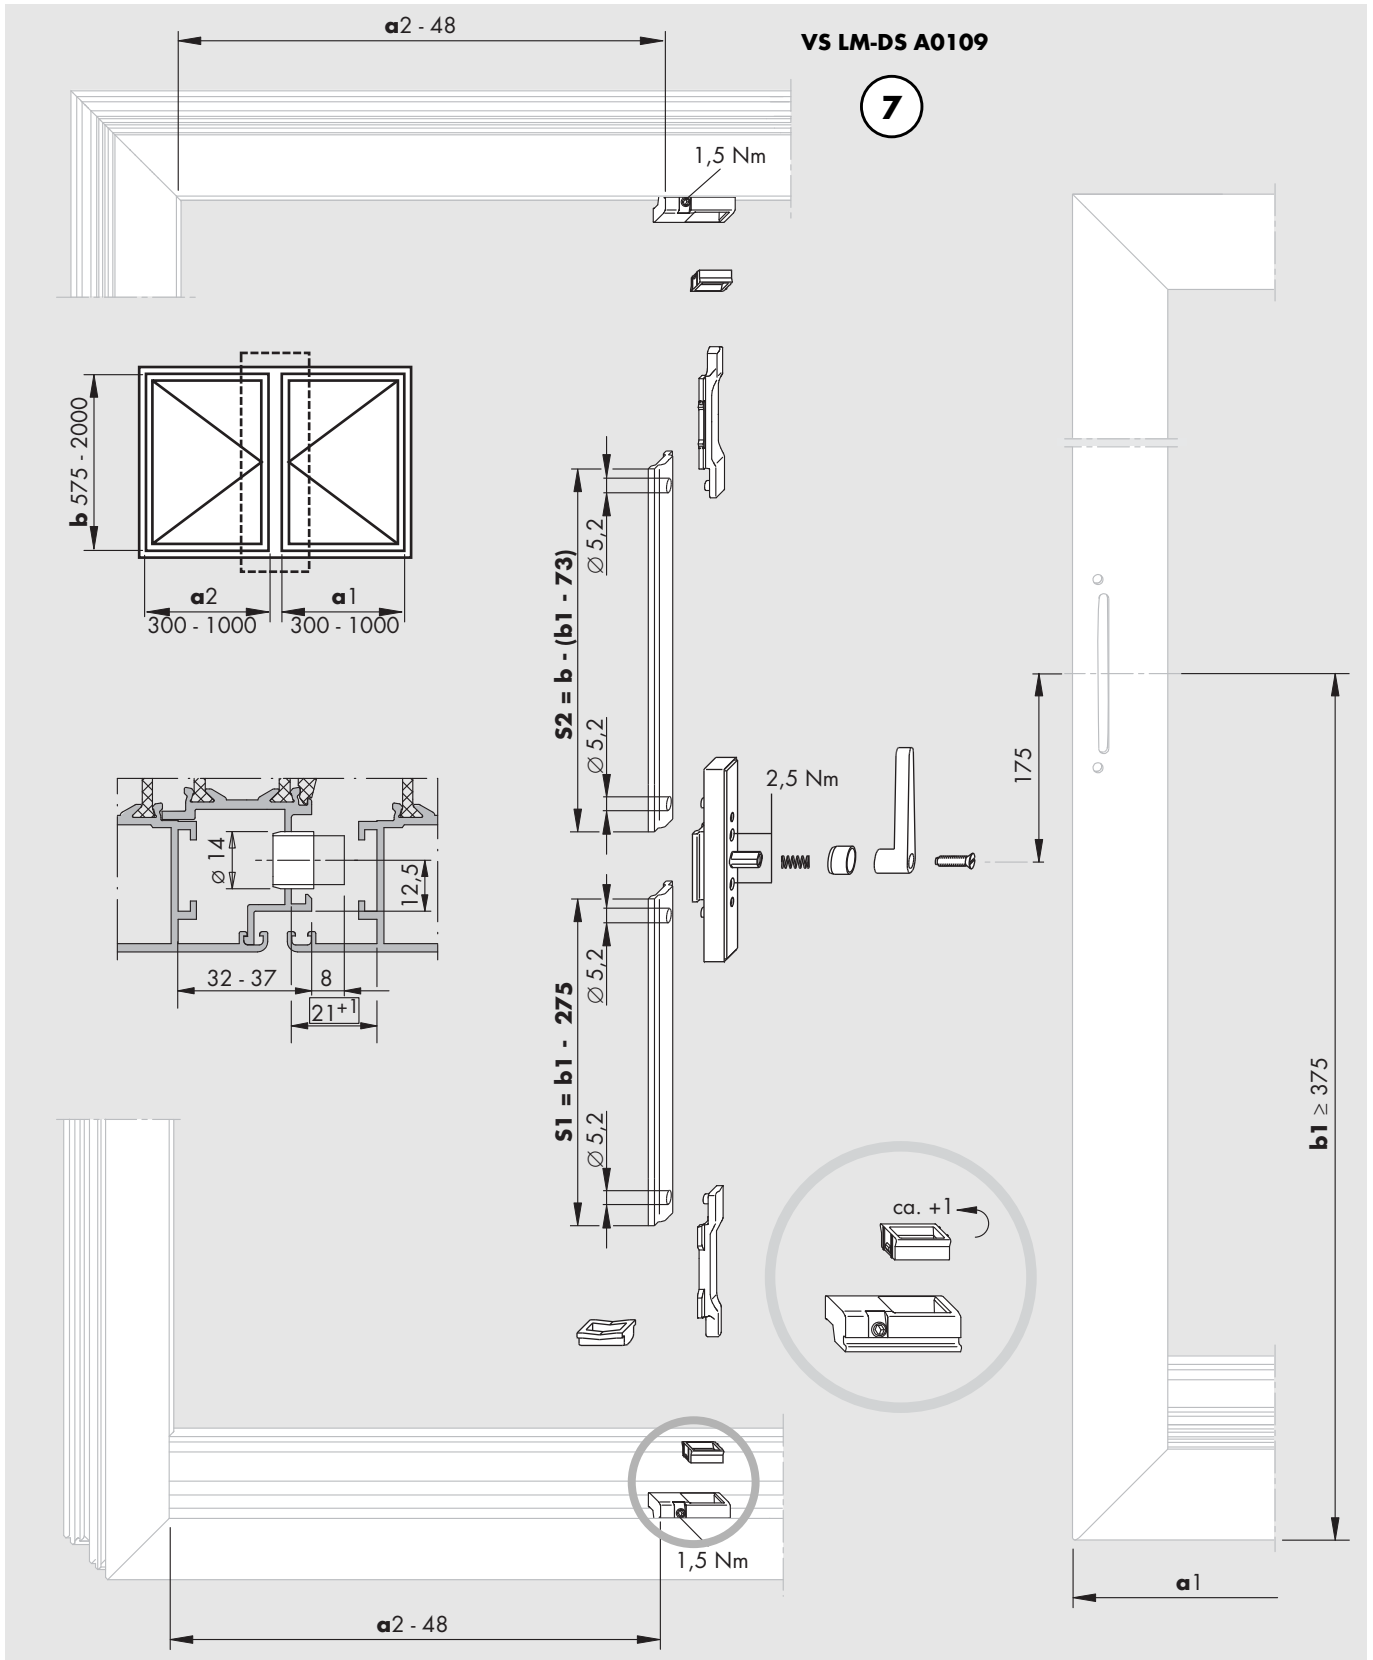 a2 - 48
VS LM-DS A0109
7
1,5 Nm
b 575 - 2000
a2
300 - 1000
a1
300 - 1000
Ø 5,2
S2 = b - (b1 - 73)
Ø 5,2
175
2,5 Nm
Ø 14
12,5
32 - 37
8
21+1
Ø 5,2
S1 = b1 - 275
Ø 5,2
b1 ≥ 375
ca. +1
1,5 Nm
a1
a2 - 48